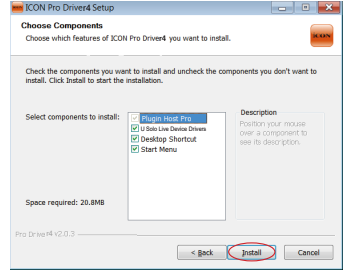 ICON Pro Driver4 Setup
Choose Components
Choose which features of ICON Pro Driver4 you want to install.
ICON
Check the components you want to install and uncheck the components you don't want to
install. Click Install to start the installation.
Select components to install:
Plugin Host Pro
U Solo Live Device Drivers
Desktop Shortcut
Start Menu
Description
Position your mouse
over a component to
see its description.
Space required: 20.8MB
Pro Driver4 v2.0.3
< Back
Install
Cancel